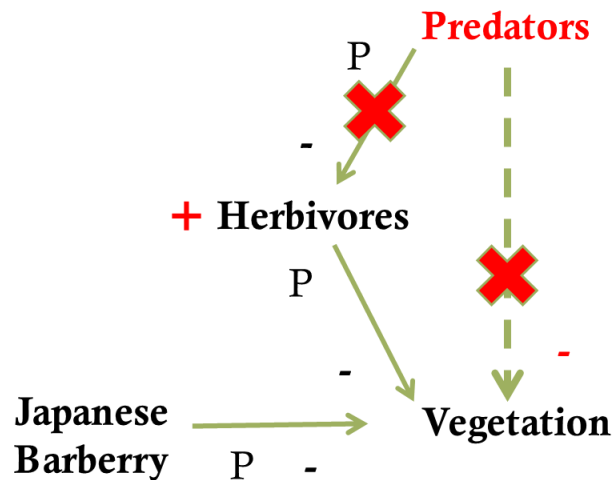 Predators
P
-
+ Herbivores
P
-
-
Japanese
Barberry
Vegetation
P -